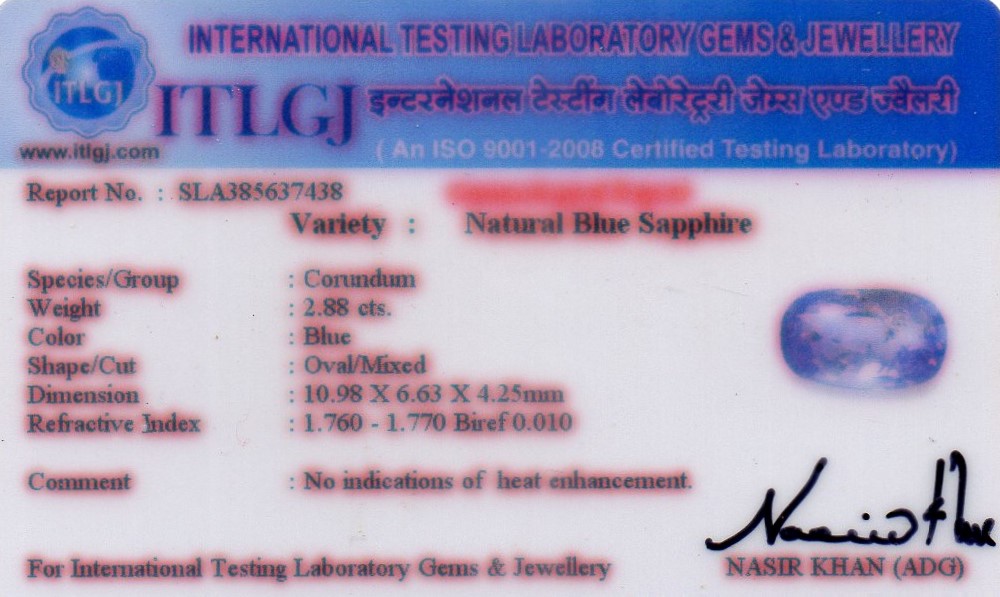 INTERNATIONAL TESTING LABORATORY GEMS & JEWELLERY
ITLGJ
ITLGJ इन्टरनेशनल टेस्टींग लेबोरेट्री जेम्स एण्ड ज्वैलरी
www.itlgj.com
( An ISO 9001-2008 Certified Testing Laboratory)
Report No. : SLA385637438
Variety : Natural Blue Sapphire
Species/Group : Corundum
Weight : 2.88 cts.
Color : Blue
Shape/Cut : Oval/Mixed
Dimension : 10.98 X 6.63 X 4.25mm
Refractive Index : 1.760 - 1.770 Biref 0.010
Comment : No indications of heat enhancement.
For International Testing Laboratory Gems & Jewellery
NASIR KHAN (ADG)